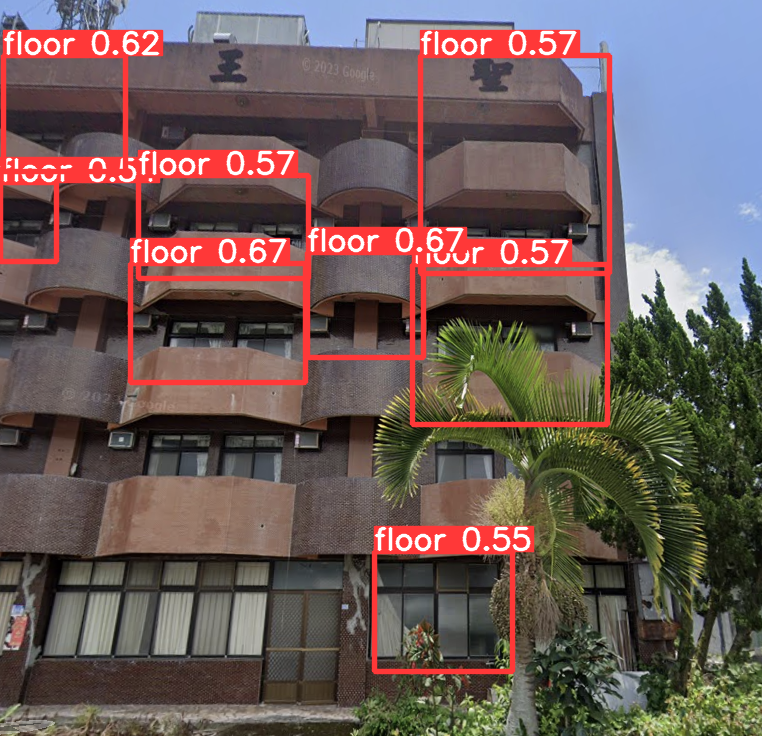 floor 0.62
floor 0.57
王
© 2023 Google
聖
floor 0.57
floor 0.67
floor 0.67
floor 0.57
© 2023
Google
floor 0.55